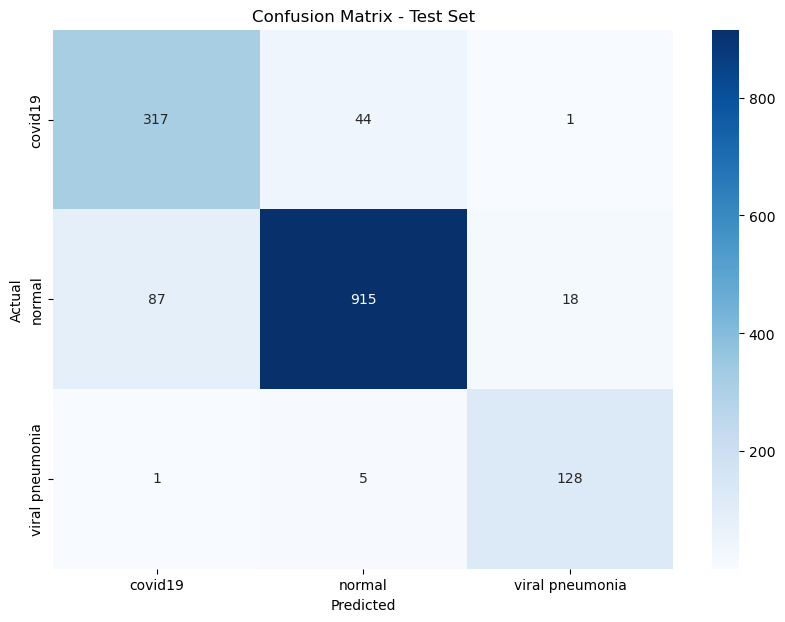 Confusion Matrix - Test Set
covid19
317
44
1
800
600
Actual
normal
87
915
18
400
viral pneumonia
1
5
128
200
covid19
normal
viral pneumonia
Predicted